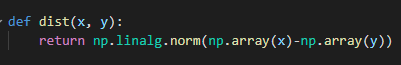 def dist(x, y):
    return np.linalg.norm(np.array(x)-np.array(y))